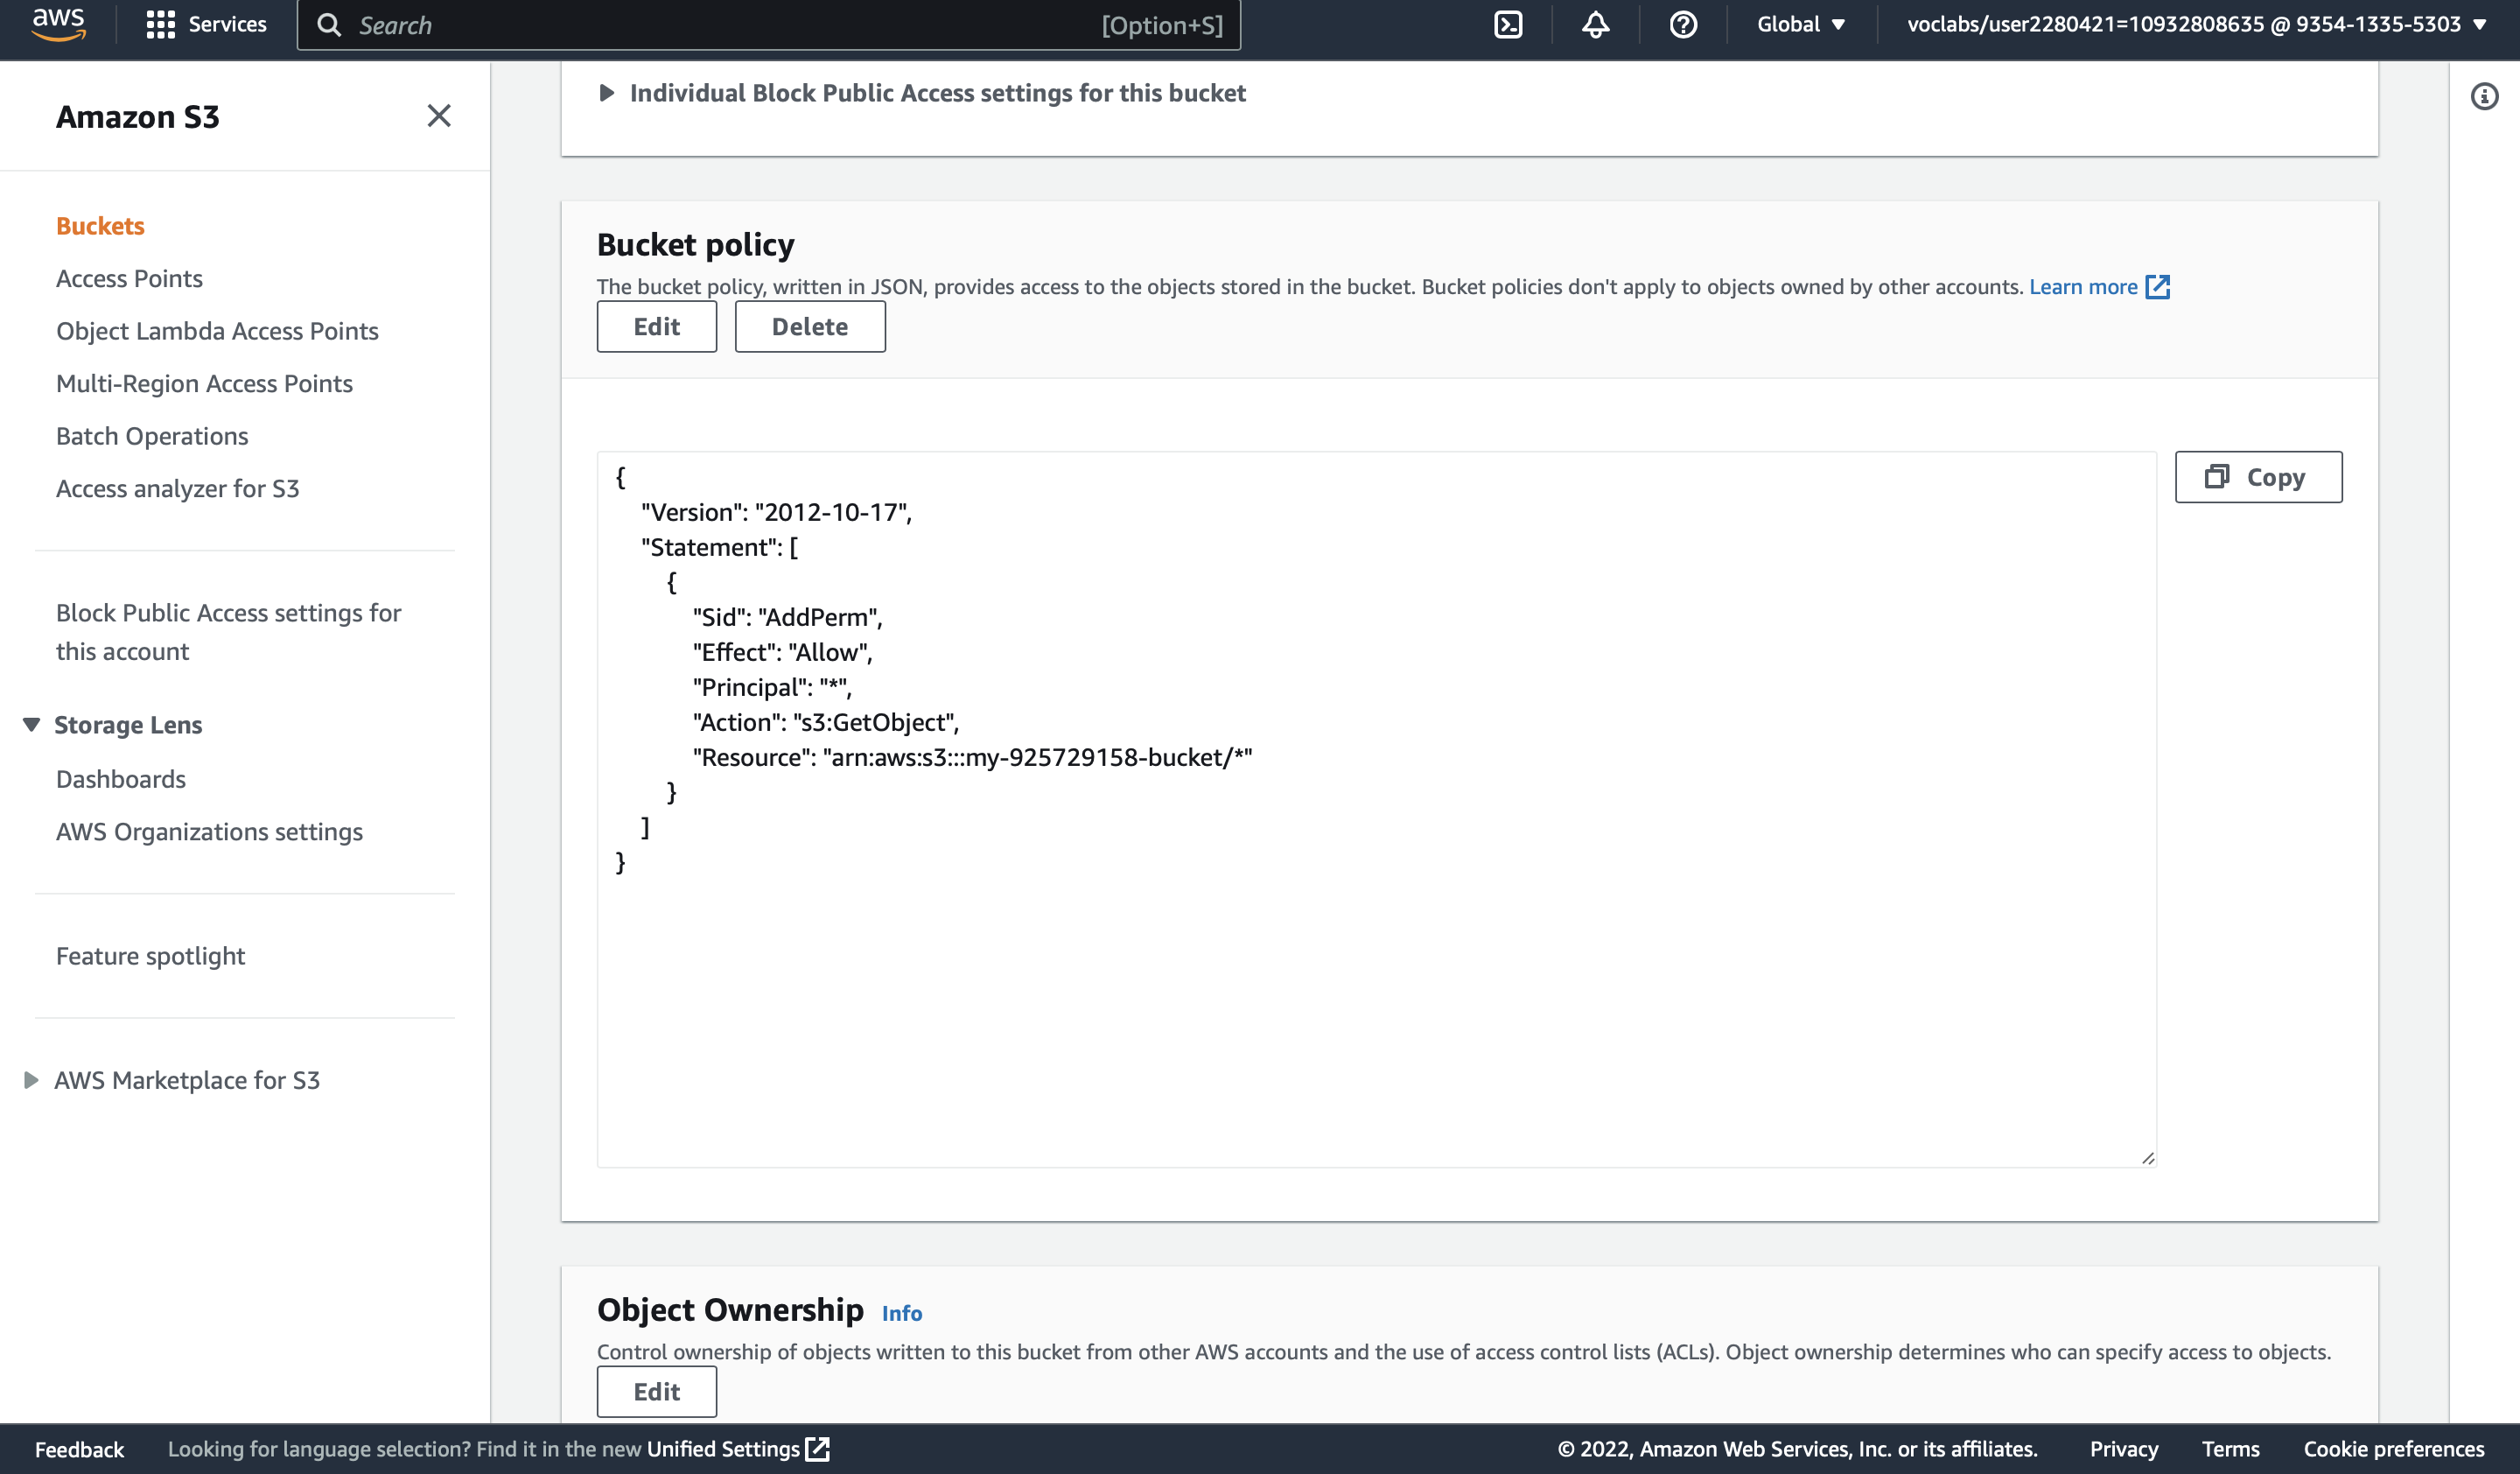 aws
Services
Search [Option+S]
Global
voclabs/user2280421=10932808635 @ 9354-1335-5303
Amazon S3
Buckets
Access Points
Object Lambda Access Points
Multi-Region Access Points
Batch Operations
Access analyzer for S3
Block Public Access settings for
this account
Storage Lens
Dashboards
AWS Organizations settings
Feature spotlight
AWS Marketplace for S3
Individual Block Public Access settings for this bucket
Bucket policy
The bucket policy, written in JSON, provides access to the objects stored in the bucket. Bucket policies don't apply to objects owned by other accounts. Learn more
Edit
Delete
Copy
{
"Version": "2012-10-17",
"Statement": [
{
"Sid": "AddPerm",
"Effect": "Allow",
"Principal": "*",
"Action": "s3:GetObject",
"Resource": "arn:aws:s3:::my-925729158-bucket/*"
}
]
}
Object Ownership Info
Control ownership of objects written to this bucket from other AWS accounts and the use of access control lists (ACLs). Object ownership determines who can specify access to objects.
Edit
Feedback
Looking for language selection? Find it in the new Unified Settings
© 2022, Amazon Web Services, Inc. or its affiliates.
Privacy
Terms
Cookie preferences